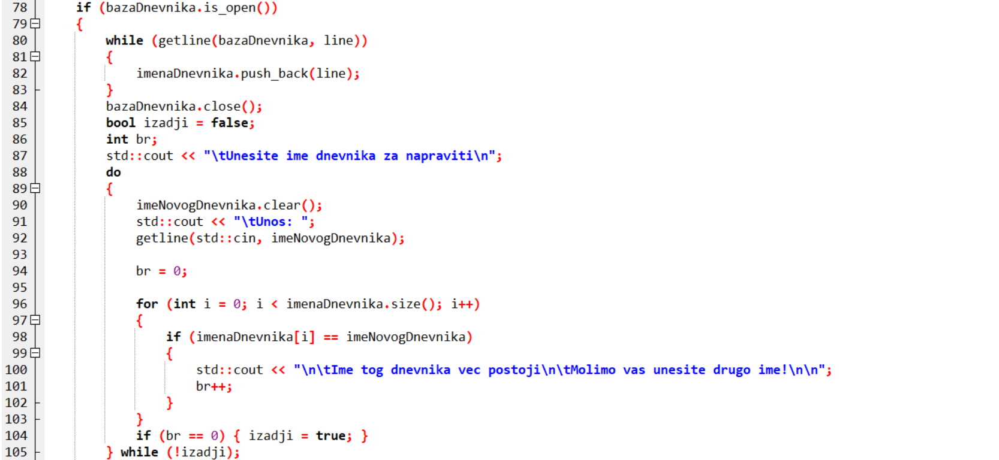 78 if (bazaDnevnika.is_open())
79 {
80 while (getline(bazaDnevnika, line))
81 {
82 imenaDnevnika.push_back(line);
83 }
84 bazaDnevnika.close();
85 bool izadji = false;
86 int br;
87 std::cout << "\tUnesite ime dnevnika za napraviti\n";
88 do
89 {
90 imeNovogDnevnika.clear();
91 std::cout << "\tUnos: ";
92 getline(std::cin, imeNovogDnevnika);
93
94 br = 0;
95
96 for (int i = 0; i < imenaDnevnika.size(); i++)
97 {
98 if (imenaDnevnika[i] == imeNovogDnevnika)
99 {
100 std::cout << "\n\tIme tog dnevnika vec postoji\n\tMolimo vas unesite drugo ime!\n\n";
101 br++;
102 }
103 }
104 if (br == 0) { izadji = true; }
105 } while (!izadji);